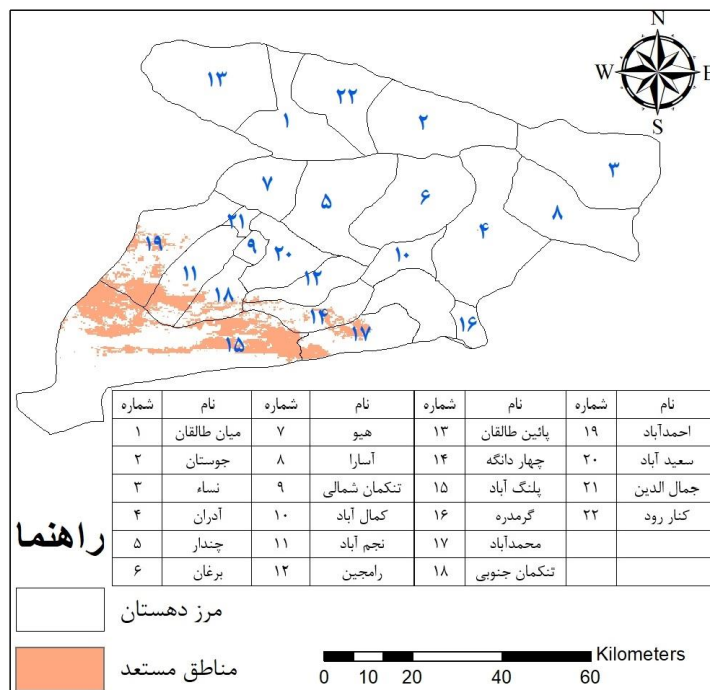 N
W E
S
۱۳
۲۲
۱
۲
۳
۷
۵
۶
۸
۴
۲۱
۱۹
۹
۲۰
۱۰
۱۱
۱۲
۱۸
۱۴
۱۶
۱۷
۱۵
شماره نام شماره نام شماره نام شماره نام
۱ میان طالقان ۷ هیو ۱۳ پائین طالقان ۱۹ احمدآباد
۲ جوستان ۸ آسارا ۱۴ چهار دانگه ۲۰ سعید آباد
۳ نساء ۹ تنکمان شمالی ۱۵ پلنگ آباد ۲۱ جمال الدین
۴ آدران ۱۰ کمال آباد ۱۶ گرمدره ۲۲ کنار رود
۵ چندار ۱۱ نجم آباد ۱۷ محمدآباد
۶ برغان ۱۲ رامجین ۱۸ تنکمان جنوبی
راهنما
مرز دهستان
مناطق مستعد
Kilometers
0 10 20 40 60